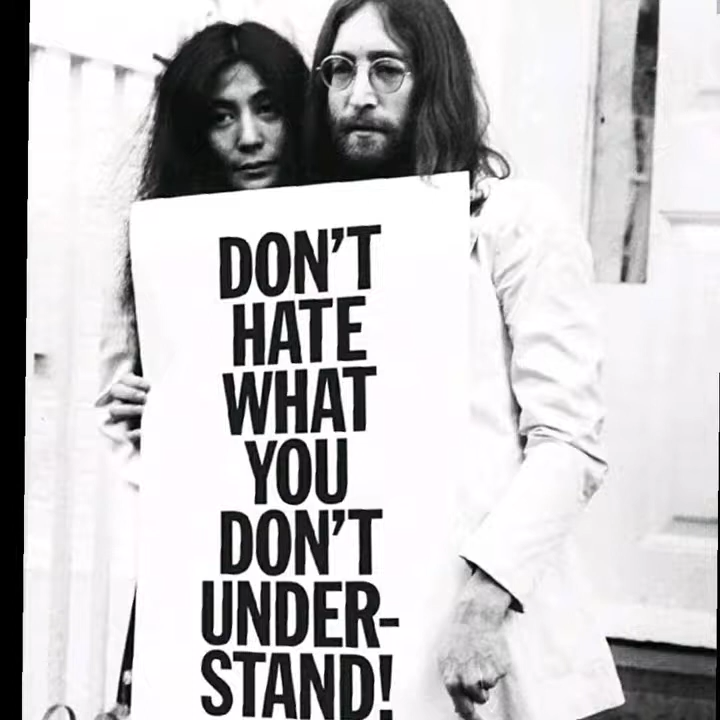 DON'T
HATE
WHAT
YOU
DON'T
UNDER-
STAND!